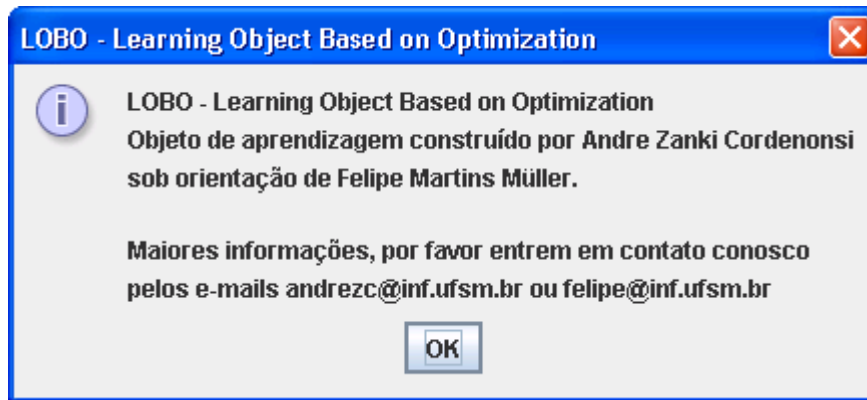 LOBO - Learning Object Based on Optimization
LOBO - Learning Object Based on Optimization
Objeto de aprendizagem construído por Andre Zanki Cordenonsi
sob orientação de Felipe Martins Müller.
Maiores informações, por favor entrem em contato conosco
pelos e-mails andrezc@inf.ufsm.br ou felipe@inf.ufsm.br
OK